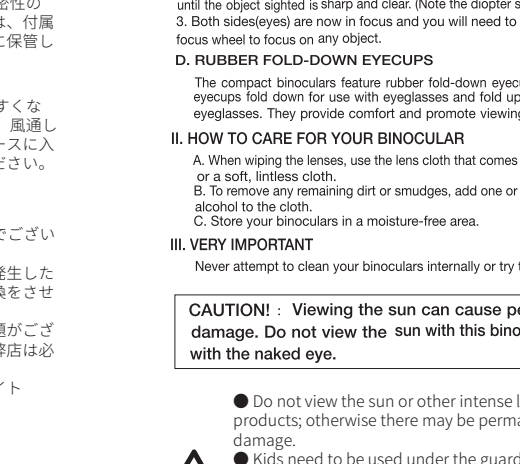 密性の
は、付属
に保管し
すくな
風通し
ースに入
ださい。
でござい
発生した
換をさせ
題がござ
弊店は必
イト
until the object sighted is sharp and clear. (Note the diopter s
3. Both sides(eyes) are now in focus and you will need to
focus wheel to focus on any object.
D. RUBBER FOLD-DOWN EYECUPS
The compact binoculars feature rubber fold-down eyecu
eyecups fold down for use with eyeglasses and fold up
eyeglasses. They provide comfort and promote viewing
II. HOW TO CARE FOR YOUR BINOCULAR
A. When wiping the lenses, use the lens cloth that comes
or a soft, lintless cloth.
B. To remove any remaining dirt or smudges, add one or
alcohol to the cloth.
C. Store your binoculars in a moisture-free area.
III. VERY IMPORTANT
Never attempt to clean your binoculars internally or try t
CAUTION! : Viewing the sun can cause pe
damage. Do not view the sun with this bino
with the naked eye.
● Do not view the sun or other intense l
products; otherwise there may be perma
damage.
● Kids need to be used under the guard